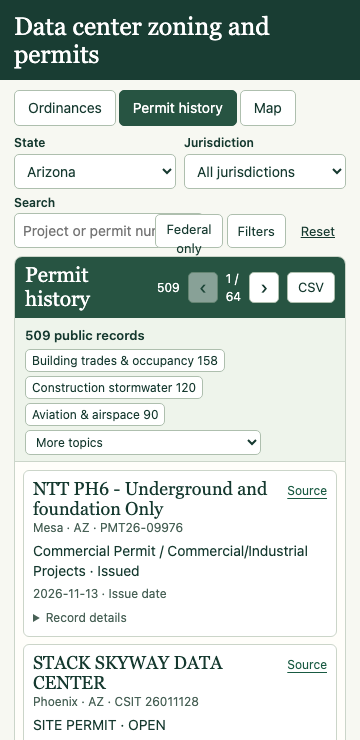 Data center zoning and
permits
Ordinances
Permit history
Map
State
Jurisdiction
Arizona
All jurisdictions
Search
Project or permit nur
Federal
only
Filters
Reset
Permit
history
509
‹
1 /
64
›
CSV
509 public records
Building trades & occupancy 158
Construction stormwater 120
Aviation & airspace 90
More topics
NTT PH6 - Underground and
foundation Only
Source
Mesa · AZ · PMT26-09976
Commercial Permit / Commercial/Industrial
Projects · Issued
2026-11-13 · Issue date
Record details
STACK SKYWAY DATA
CENTER
Source
Phoenix · AZ · CSIT 26011128
SITE PERMIT · OPEN